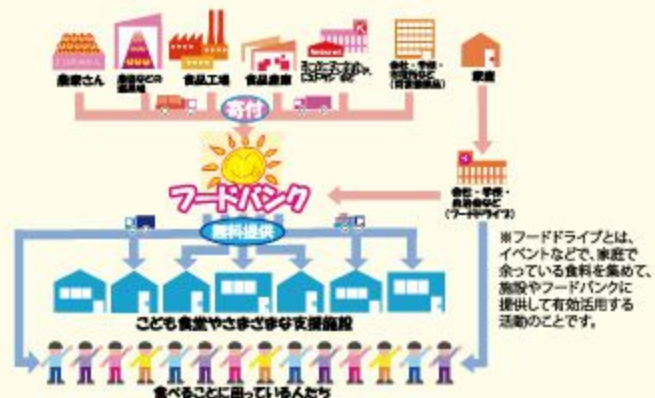 農家さん
食品工場
食品倉庫
会社・学校・
家庭
寄付
フードバンク
会社・学校・
自治会など
(フードドライブ)
無料提供
※フードドライブとは、
イベントなどで、家庭で
余っている食料を集めて、
施設やフードバンクに
提供して有効活用する
活動のことです。
こども食堂やさまざまな支援施設
食べることに困っている人たち